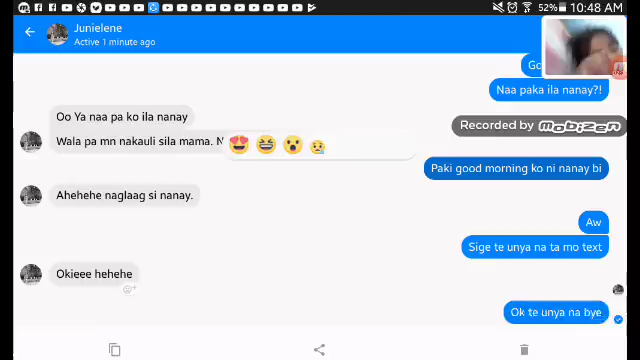 52% 10:48 AM
Junielene
Active 1 minute ago
Go
Naa paka ila nanay?!
Oo Ya naa pa ko ila nanay
Wala pa mn nakauli sila mama. N
Recorded by mobizen
Paki good morning ko ni nanay bi
Ahehehe naglaag si nanay.
Aw
Sige te unya na ta mo text
Okieee hehehe
Ok te unya na bye